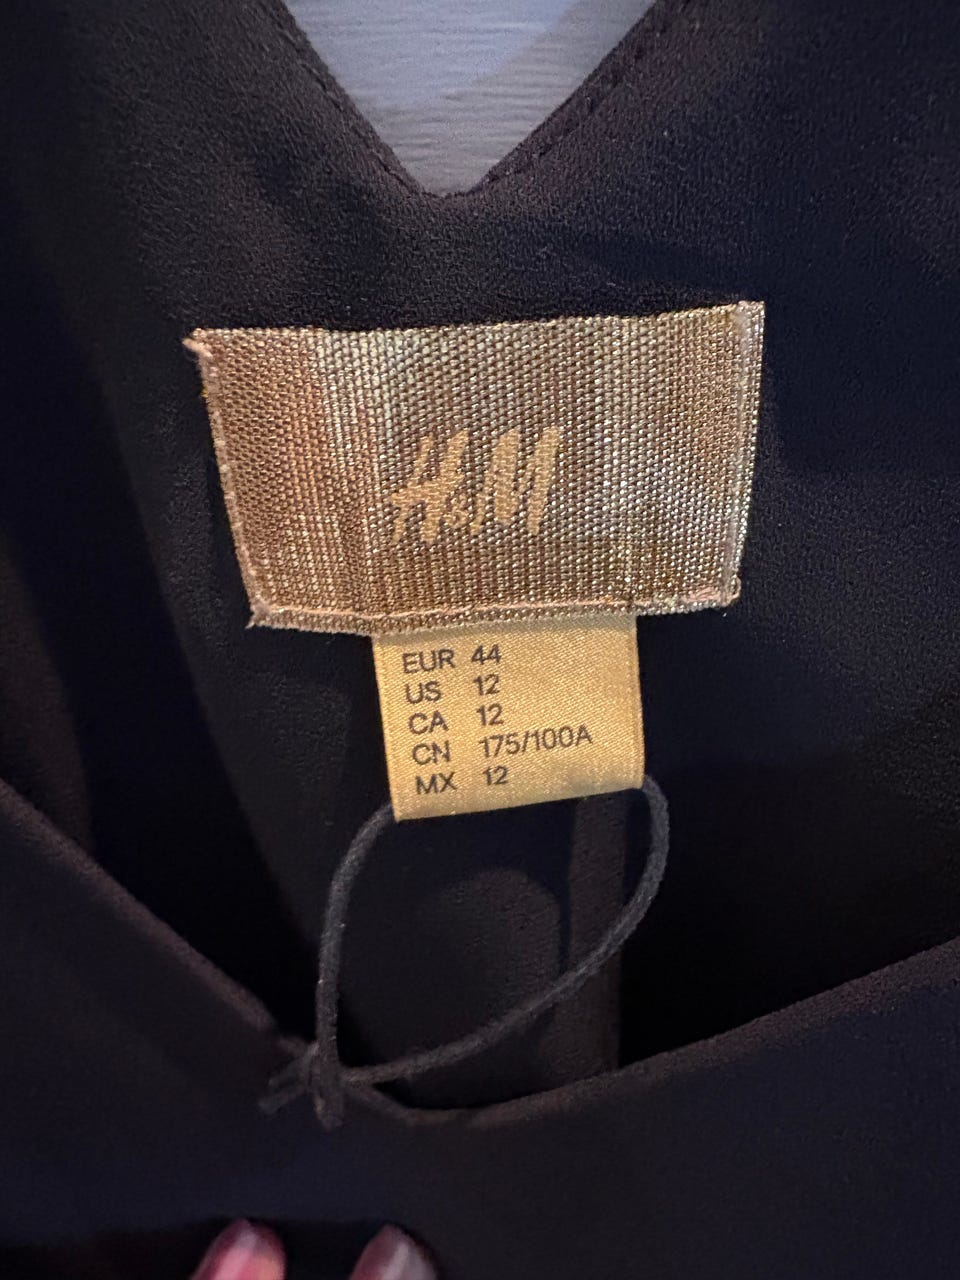 H&M
EUR 44
US 12
CA 12
CN 175/100A
MX 12